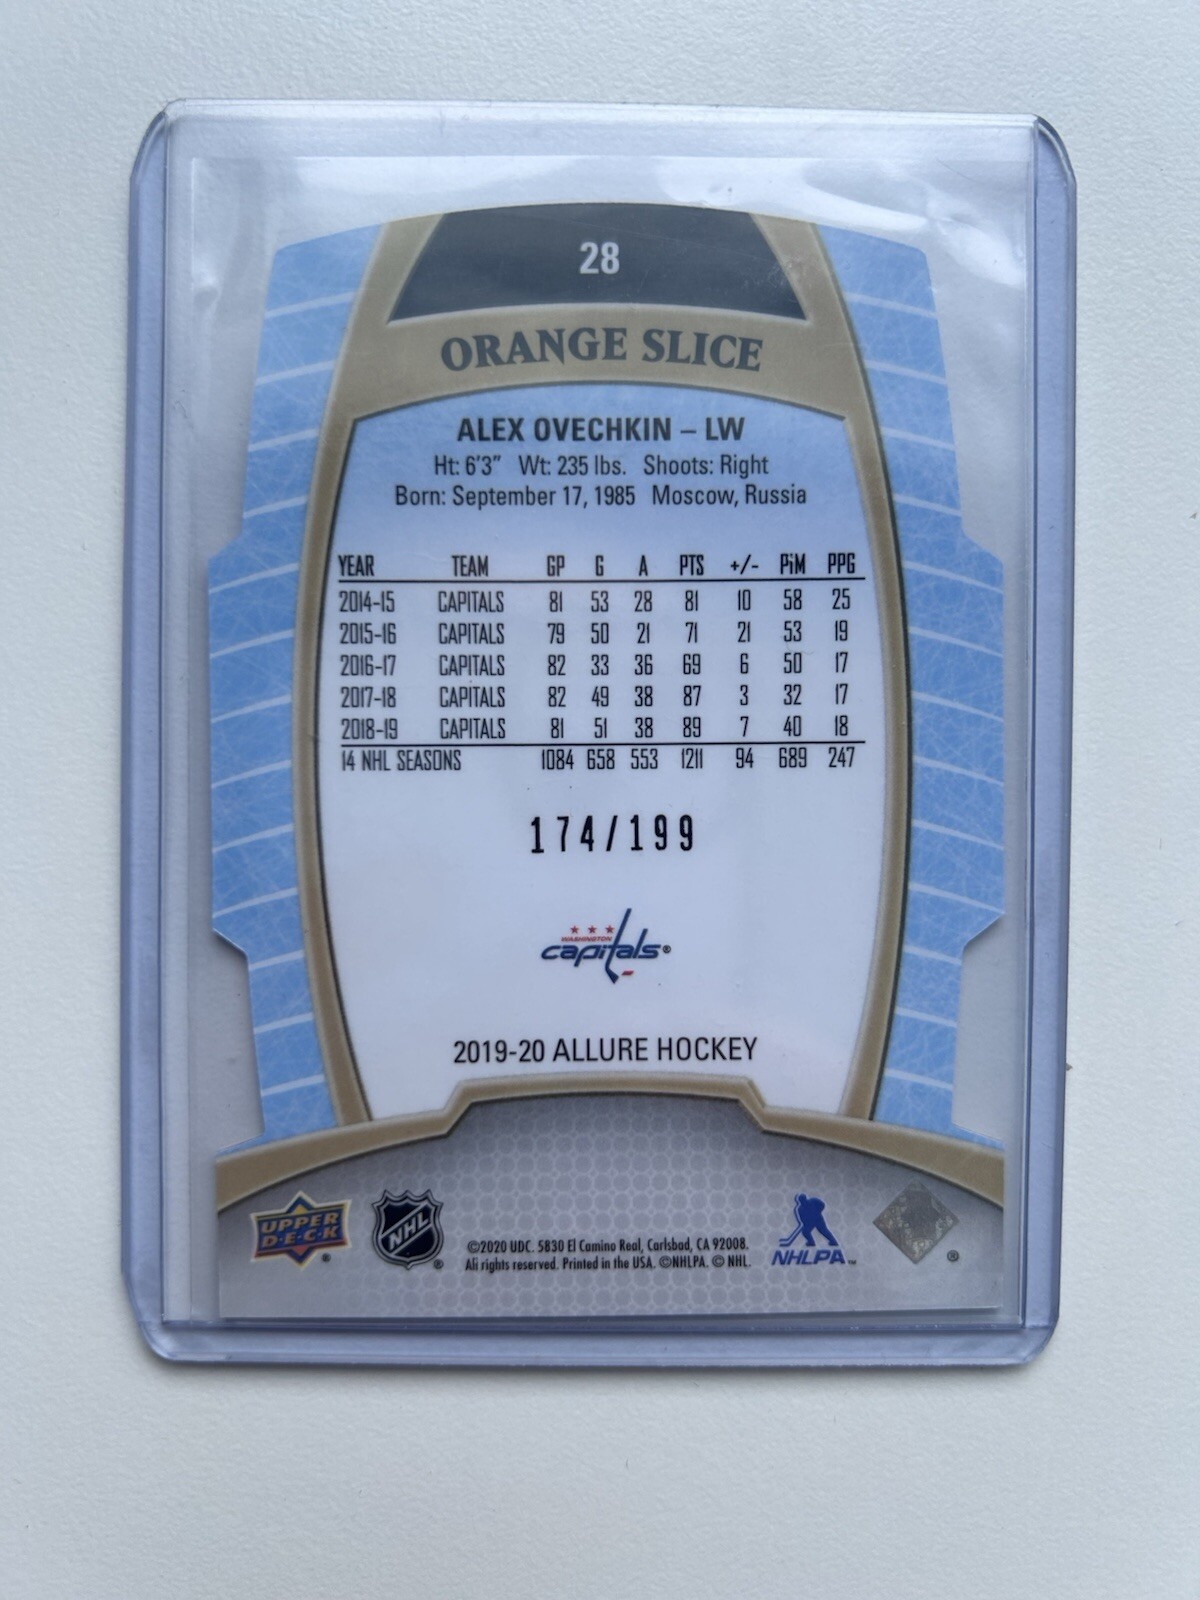 28
ORANGE SLICE
ALEX OVECHKIN – LW
Ht: 6'3" Wt: 235 lbs. Shoots: Right
Born: September 17, 1985 Moscow, Russia
YEAR TEAM GP G A PTS +/- PiM PPG
2014-15 CAPITALS 81 53 28 81 10 58 25
2015-16 CAPITALS 79 50 21 71 21 53 19
2016-17 CAPITALS 82 33 36 69 6 50 17
2017-18 CAPITALS 82 49 38 87 3 32 17
2018-19 CAPITALS 81 51 38 89 7 40 18
14 NHL SEASONS 1084 658 553 1211 94 689 247
174/199
WASHINGTON
capitals®
2019-20 ALLURE HOCKEY
UPPER DECK®
NHL®
©2020 UDC. 5830 El Camino Real, Carlsbad, CA 92008.
All rights reserved. Printed in the USA. ©NHLPA. © NHL.
NHLPA™
®